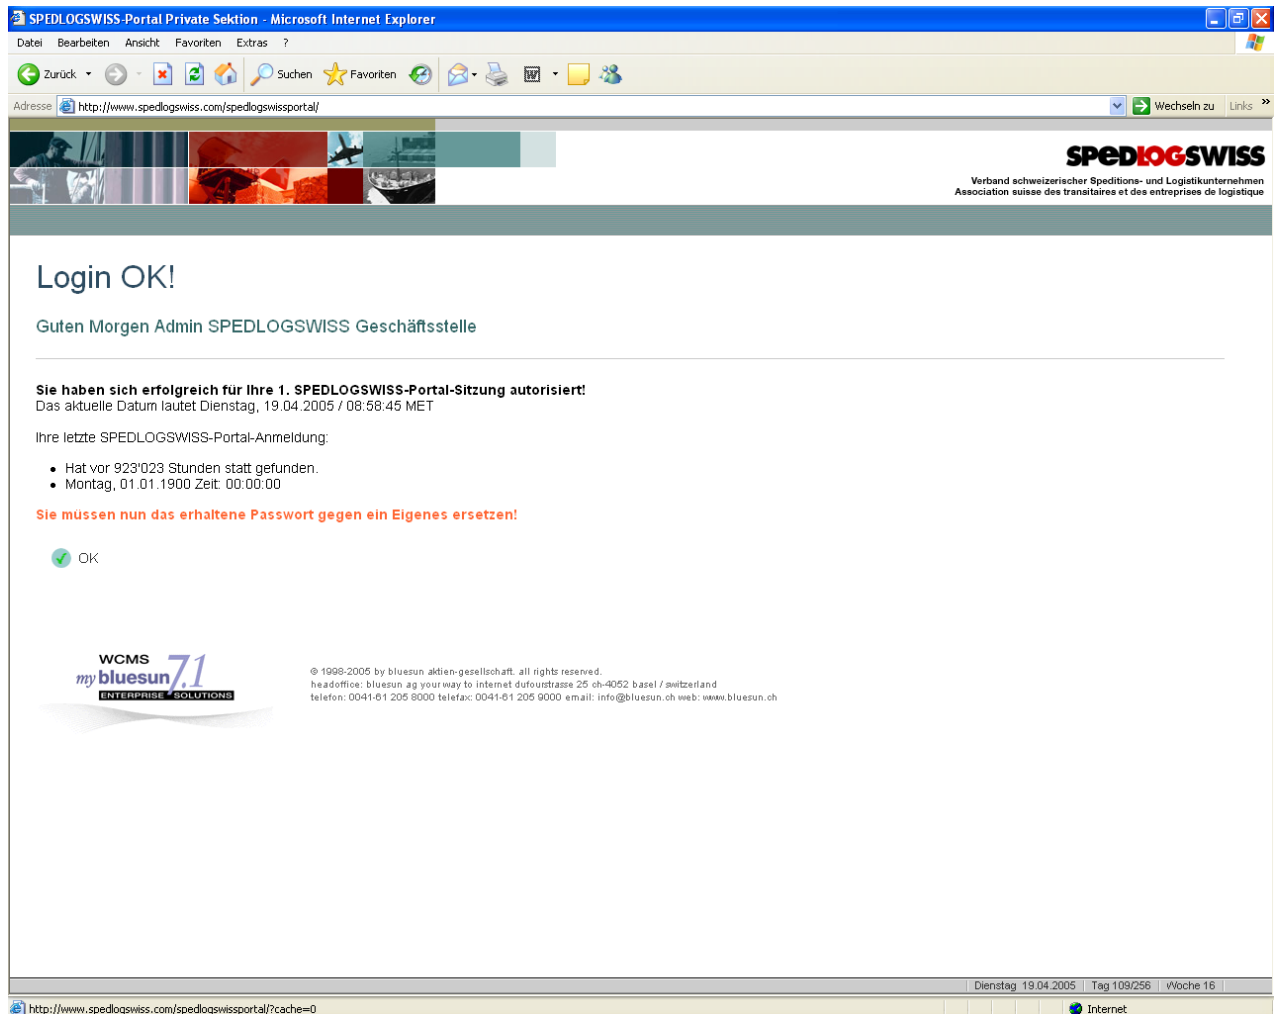 SPEDLOGSWISS-Portal Private Sektion - Microsoft Internet Explorer
Datei Bearbeiten Ansicht Favoriten Extras ?
Zurück Suchen Favoriten
Adresse http://www.spedlogswiss.com/spedlogswissportal/ Wechseln zu Links »
SPEDLOGSWISS
Verband schweizerischer Speditions- und Logistikunternehmen
Association suisse des transitaires et des entreprises de logistique
Login OK!
Guten Morgen Admin SPEDLOGSWISS Geschäftsstelle
Sie haben sich erfolgreich für Ihre 1. SPEDLOGSWISS-Portal-Sitzung autorisiert!
Das aktuelle Datum lautet Dienstag, 19.04.2005 / 08:58:45 MET
Ihre letzte SPEDLOGSWISS-Portal-Anmeldung:
• Hat vor 923'023 Stunden statt gefunden.
• Montag, 01.01.1900 Zeit: 00:00:00
Sie müssen nun das erhaltene Passwort gegen ein Eigenes ersetzen!
OK
WCMS
my bluesun 7.1
ENTERPRISE SOLUTIONS
© 1998-2005 by bluesun aktien-gesellschaft. all rights reserved.
headoffice: bluesun ag your way to internet dufourstrasse 25 ch-4052 basel / switzerland
telefon: 0041-61 205 8000 telefax: 0041-61 205 9000 email: info@bluesun.ch web: www.bluesun.ch
Dienstag 19.04.2005 Tag 109/256 Woche 16
http://www.spedlogswiss.com/spedlogswissportal/?cache=0 Internet